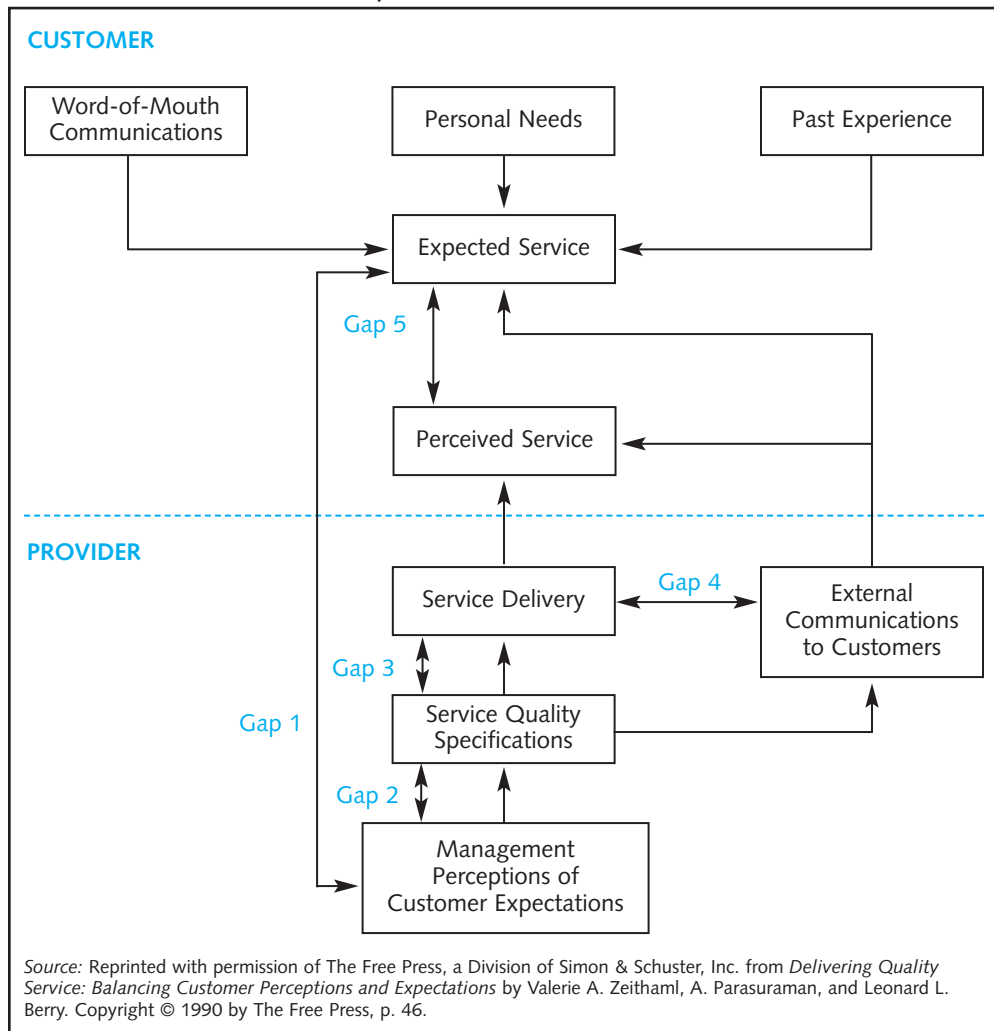 CUSTOMER
Word-of-Mouth
Communications
Personal Needs
Past Experience
Expected Service
Gap 5
Perceived Service
PROVIDER
Service Delivery
Gap 4
External
Communications
to Customers
Gap 3
Gap 1
Service Quality
Specifications
Gap 2
Management
Perceptions of
Customer Expectations
Source: Reprinted with permission of The Free Press, a Division of Simon & Schuster, Inc. from Delivering Quality
Service: Balancing Customer Perceptions and Expectations by Valerie A. Zeithaml, A. Parasuraman, and Leonard L.
Berry. Copyright © 1990 by The Free Press, p. 46.